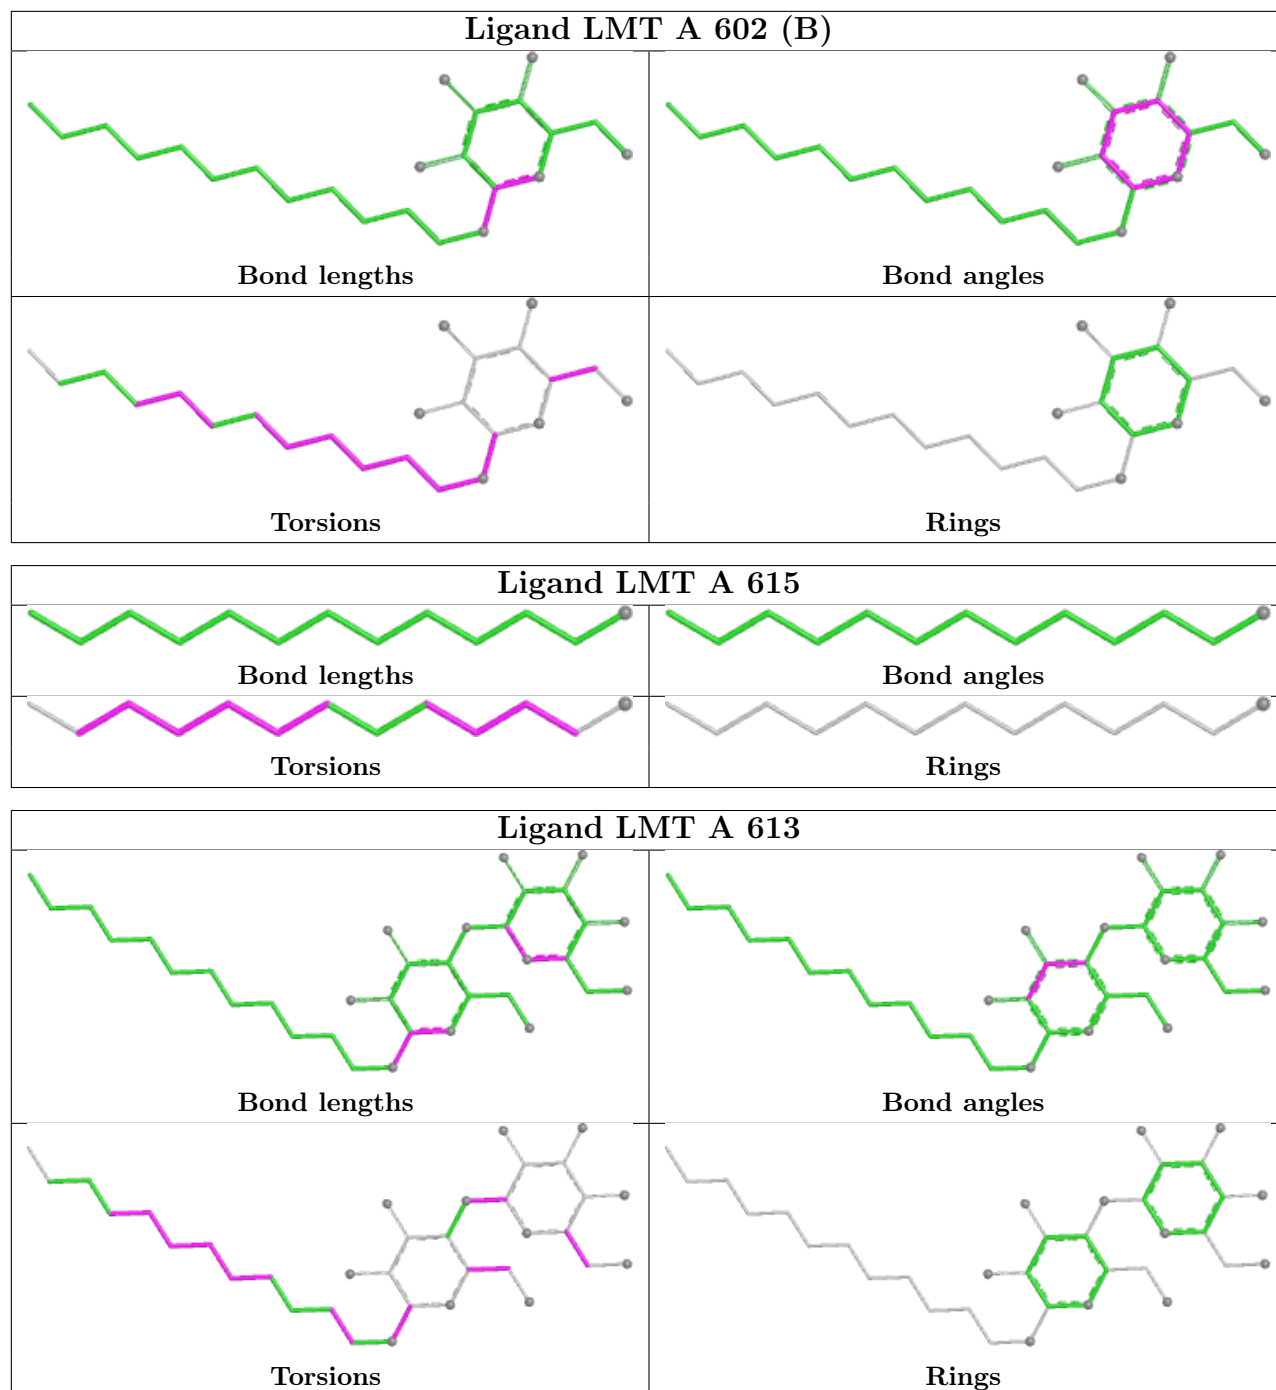 Ligand LMT A 602 (B)
Bond lengths
Bond angles
Torsions
Rings
Ligand LMT A 615
Bond lengths
Bond angles
Torsions
Rings
Ligand LMT A 613
Bond lengths
Bond angles
Torsions
Rings